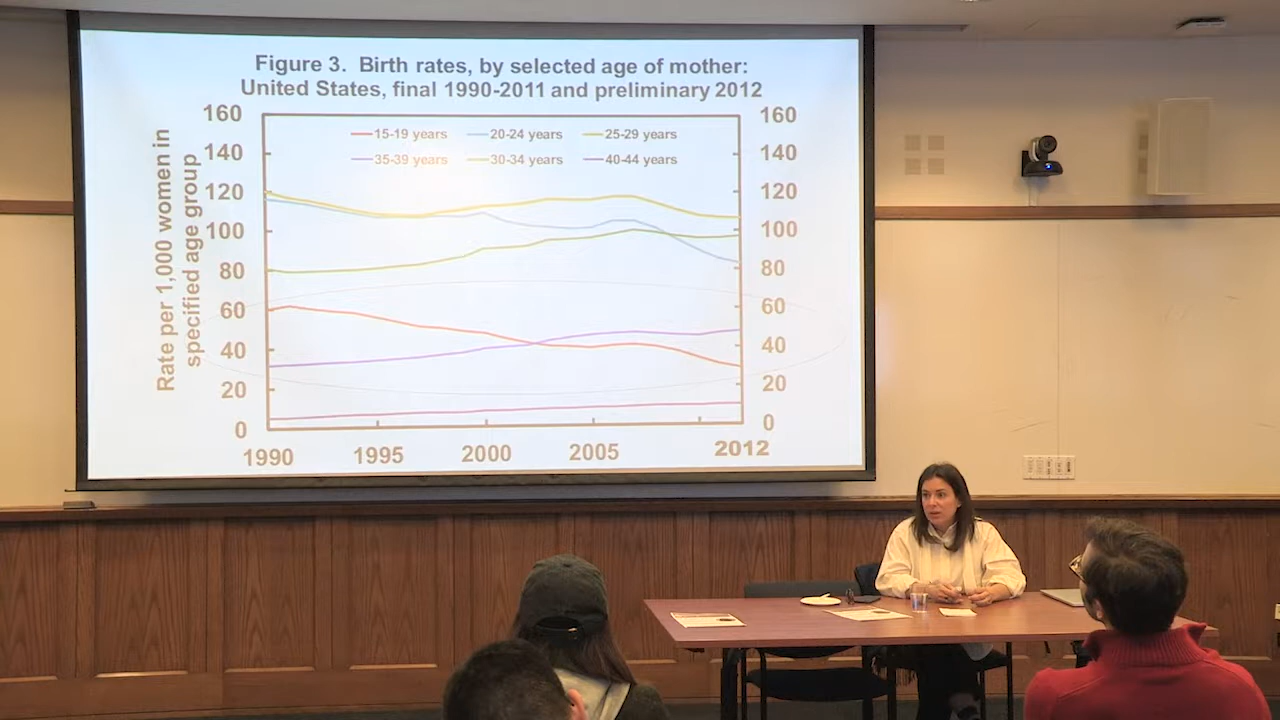 Figure 3. Birth rates, by selected age of mother:
United States, final 1990-2011 and preliminary 2012
Rate per 1,000 women in
specified age group
160
140
120
100
80
60
40
20
0
15-19 years 20-24 years 25-29 years
35-39 years 30-34 years 40-44 years
160
140
120
100
80
60
40
20
0
1990 1995 2000 2005 2012